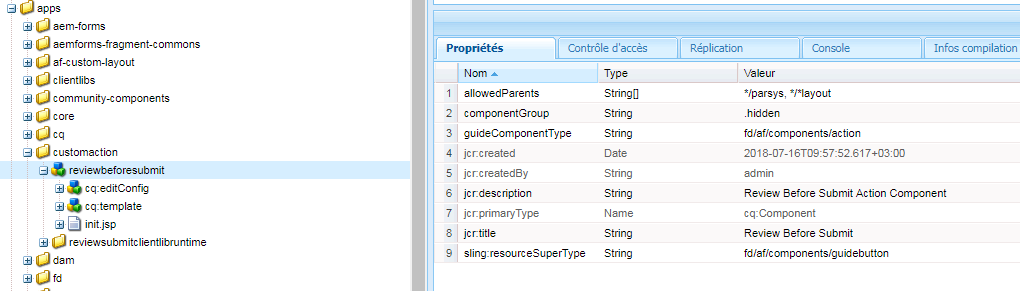 apps
aem-forms
aemforms-fragment-commons
af-custom-layout
clientlibs
community-components
core
cq
customaction
reviewbeforesubmit
cq:editConfig
cq:template
init.jsp
reviewsubmitclientlibruntime
dam
fd
Propriétés Contrôle d'accès Réplication Console Infos compilation
Nom Type Valeur
1 allowedParents String[] */parsys, */*layout
2 componentGroup String .hidden
3 guideComponentType String fd/af/components/action
4 jcr:created Date 2018-07-16T09:57:52.617+03:00
5 jcr:createdBy String admin
6 jcr:description String Review Before Submit Action Component
7 jcr:primaryType Name cq:Component
8 jcr:title String Review Before Submit
9 sling:resourceSuperType String fd/af/components/guidebutton